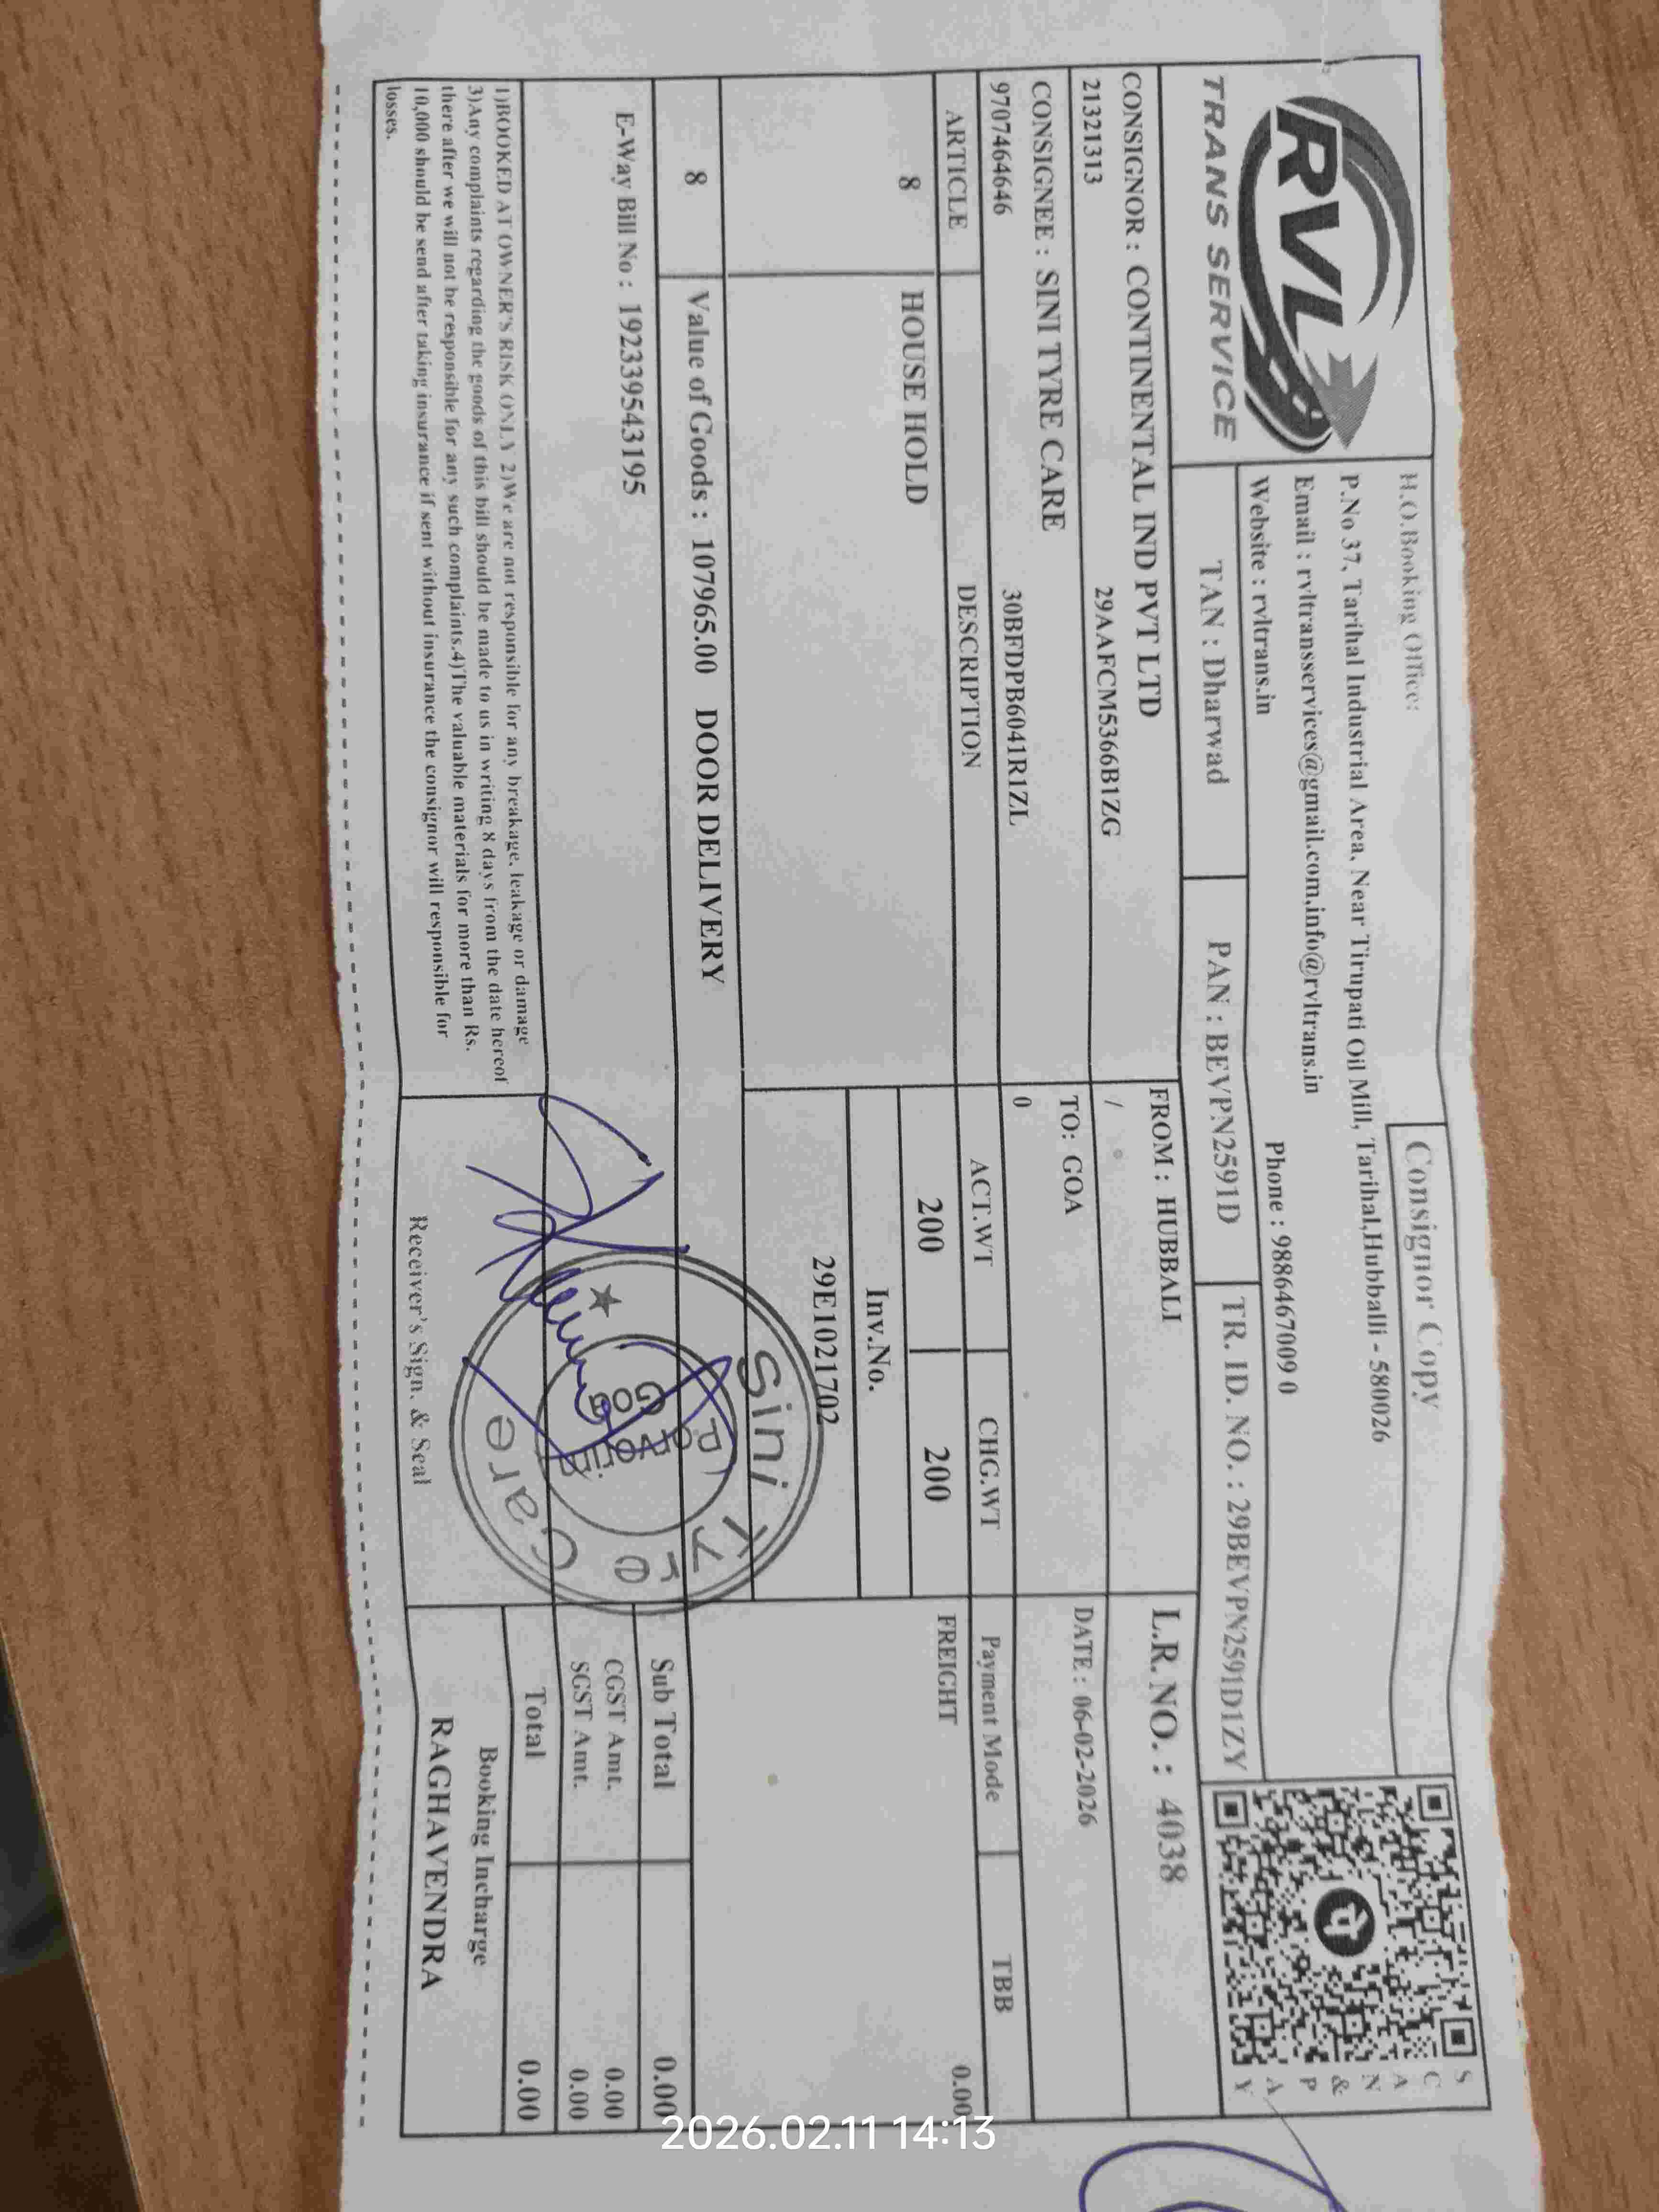 RVL
TRANS SERVICE
H.O.Booking Office:
Consignor Copy
P.No.37, Tarihal Industrial Area, Near Tirupati Oil Mill, Tarihal,Hubballi - 580026
Email : rvltransservices@gmail.com,info@rvltrans.in
Website : rvltrans.in
Phone : 9886467009 0
SCAN & PAY
TAN : Dharwad
PAN : BEVPN2591D
TR. ID. NO. : 29BEVPN2591D1ZY
CONSIGNOR : CONTINENTAL IND PVT LTD
21321313
29AAFCM5366B1ZG
FROM : HUBBALI
/
L.R. NO. : 4038
CONSIGNEE : SINI TYRE CARE
9707464646
30BFDPB6041R1ZL
TO: GOA
0
DATE : 06-02-2026
ARTICLE
DESCRIPTION
ACT.WT
CHG.WT
Payment Mode
TBB
8
HOUSE HOLD
200
200
FREIGHT
0.00
Inv.No.
29E1021702
8
Value of Goods : 107965.00 DOOR DELIVERY
Sub Total
0.00
E-Way Bill No : 192339543195
CGST Amt.
0.00
SGST Amt.
0.00
Total
0.00
1)BOOKED AT OWNER'S RISK ONLY 2)We are not responsible for any breakage, leakage or damage
3)Any complaints regarding the goods of this bill should be made to us in writing 8 days from the date hereof
there after we will not be responsible for any such complaints.4)The valuable materials for more than Rs.
10,000 should be send after taking insurance if sent without insurance the consignor will responsible for
losses.
Sini Tyre Care
Goa
Receiver's Sign. & Seal
Booking Incharge
RAGHAVENDRA
2026.02.11 14:13